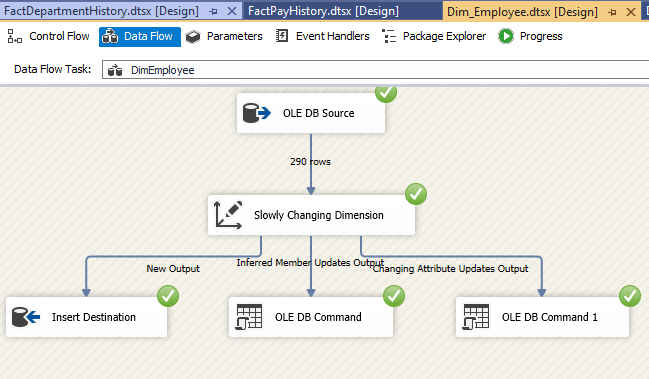 FactDepartmentHistory.dtsx [Design]
FactPayHistory.dtsx [Design]
Dim_Employee.dtsx [Design]
Control Flow
Data Flow
Parameters
Event Handlers
Package Explorer
Progress
Data Flow Task:
DimEmployee
OLE DB Source
290 rows
Slowly Changing Dimension
New Output
Inferred Member Updates Output
Changing Attribute Updates Output
Insert Destination
OLE DB Command
OLE DB Command 1